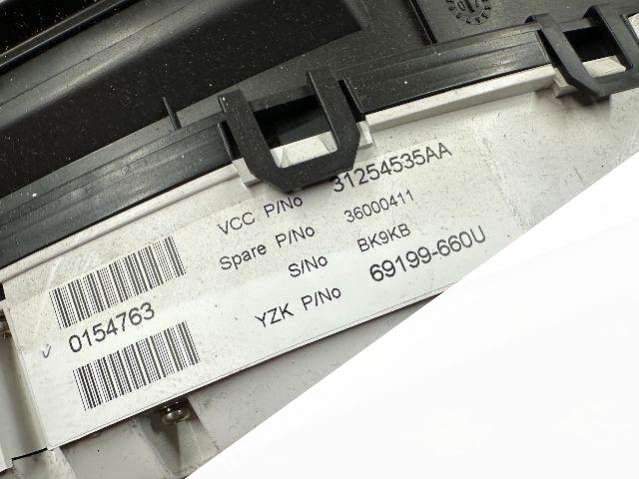 VCC P/No 31254535AA
Spare P/No 36000411
S/No BK9KB
YZK P/No 69199-660U
0154763